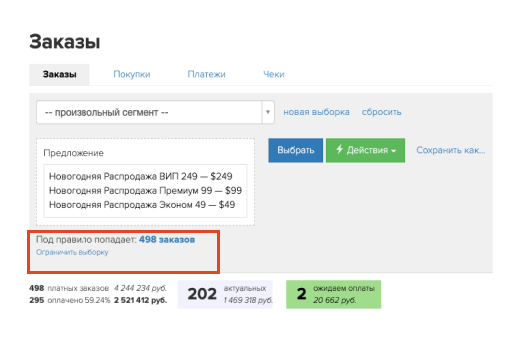 Заказы
Заказы Покупки Платежи Чеки
-- произвольный сегмент -- новая выборка сбросить
Предложение
Новогодняя Распродажа ВИП 249 — $249
Новогодняя Распродажа Премиум 99 — $99
Новогодняя Распродажа Эконом 49 — $49
Выбрать Действия Сохранить как...
Под правило попадает: 498 заказов
Ограничить выборку
498 платных заказов 4 244 234 руб.
295 оплачено 59.24% 2 521 412 руб.
202 актуальных
1 469 318 руб.
2 ожидаем оплаты
20 662 руб.